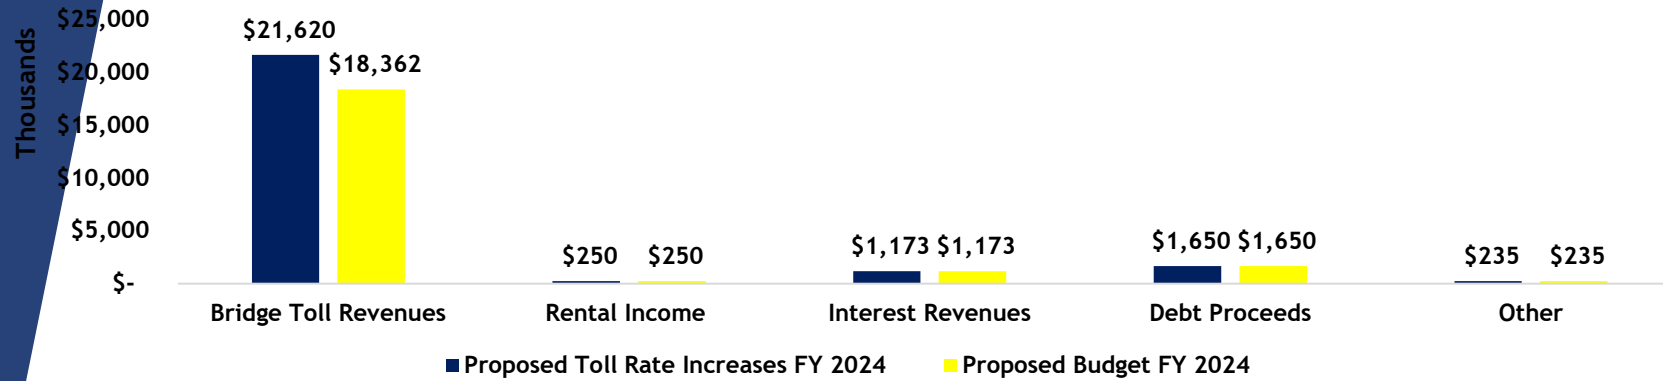 Thousands
$25,000
$20,000
$15,000
$10,000
$5,000
$-
$21,620
$18,362
$250 $250
$1,173 $1,173
$1,650 $1,650
$235 $235
Bridge Toll Revenues
Rental Income
Interest Revenues
Debt Proceeds
Other
Proposed Toll Rate Increases FY 2024
Proposed Budget FY 2024